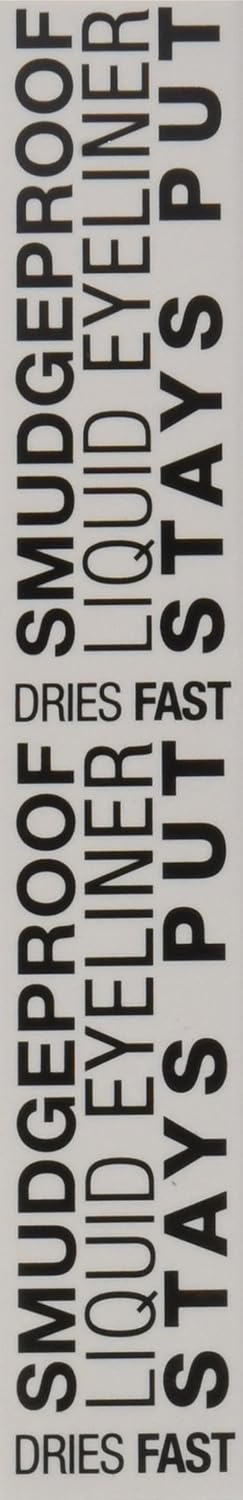 SMUDGEPROOF
LIQUID EYELINER
STAYS PUT
DRIES FAST
SMUDGEPROOF
LIQUID EYELINER
STAYS PUT
DRIES FAST